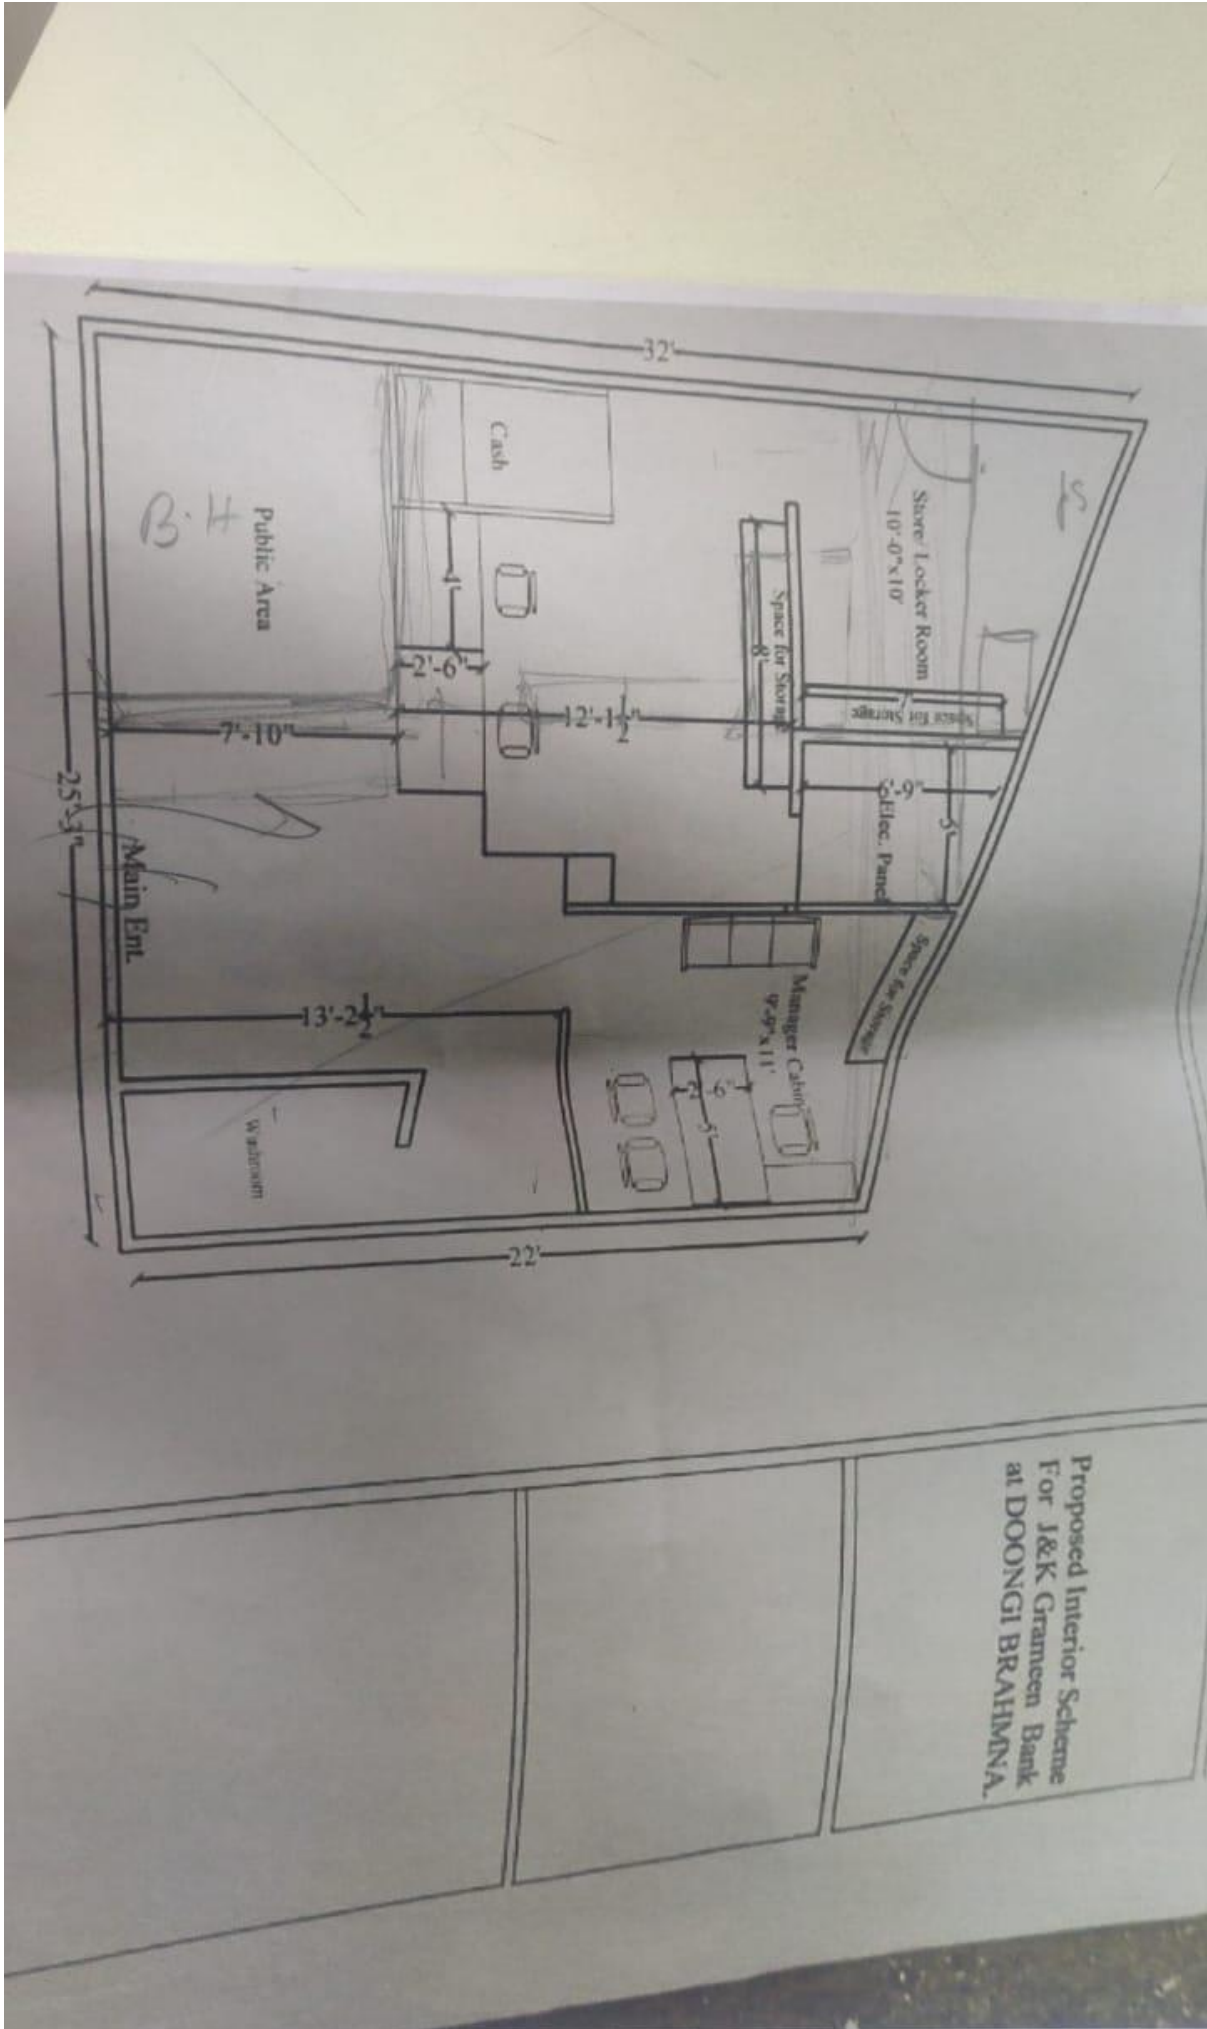 Proposed Interior Scheme
For J&K Grameen Bank
at DOONGI BRAHMNA.
Store/ Locker Room
10'-0"x10'
Space for Storage
7'
Elec. Panel
6'-9"
5'
Space for Storage
Space for Storage
8'
Manager Cabin
9'-9"x11'
2'-6"
5'
32'
12'-1½"
Cash
4'
2'-6"
22'
Public Area
B.H
7'-10"
13'-2½"
Washroom
Main Ent.
25'-3"